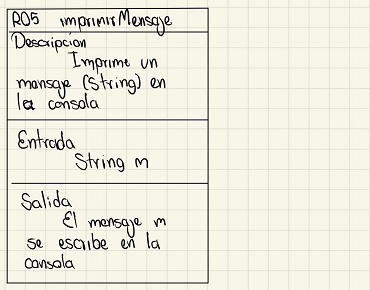 R05 imprimirMensaje
Descripción
Imprime un
mensaje (String) en
la consola
Entrada
String m
Salida
El mensaje m
se escribe en la
consola